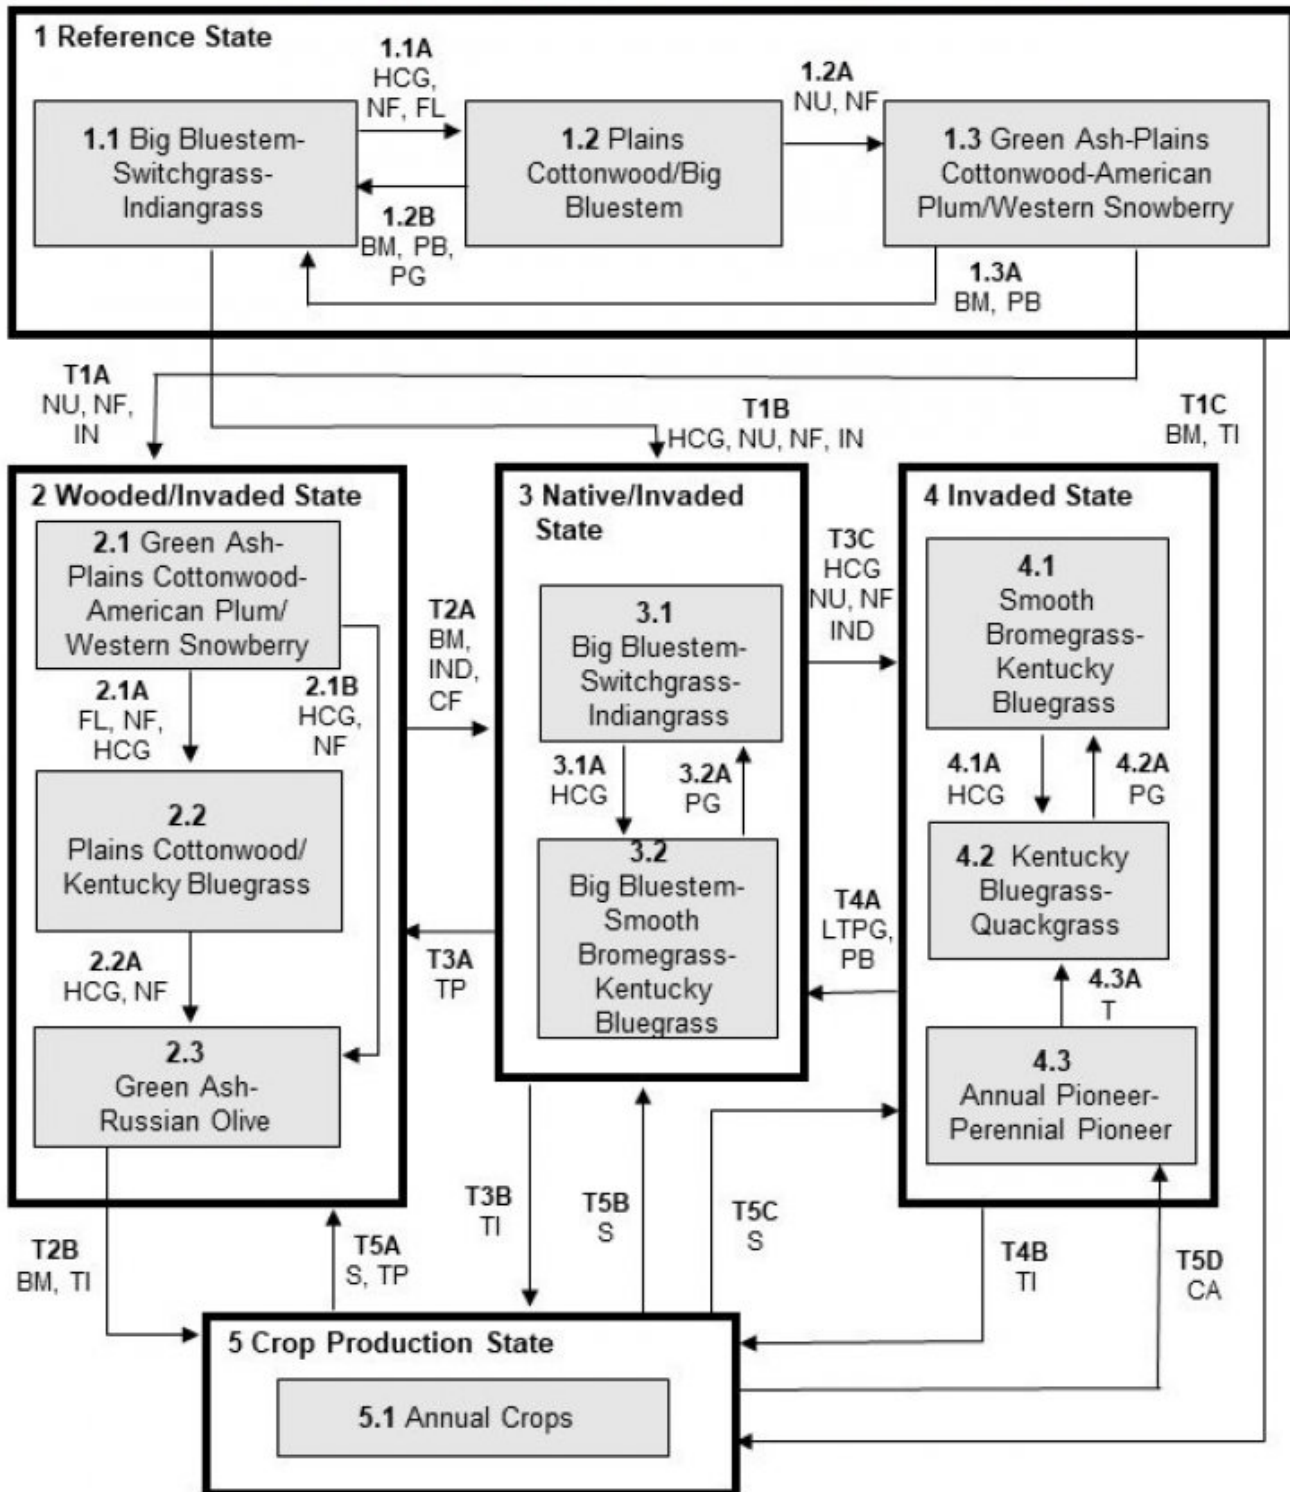 1 Reference State
1.1A
HCG,
NF, FL
1.2A
NU, NF
1.1 Big Bluestem-
Switchgrass-
Indiangrass
1.2 Plains
Cottonwood/Big
Bluestem
1.3 Green Ash-Plains
Cottonwood-American
Plum/Western Snowberry
1.2B
BM, PB,
PG
1.3A
BM, PB
T1A
NU, NF,
IN
T1B
HCG, NU, NF, IN
T1C
BM, TI
2 Wooded/Invaded State
2.1 Green Ash-
Plains Cottonwood-
American Plum/
Western Snowberry
2.1A
FL, NF,
HCG
2.1B
HCG,
NF
2.2
Plains Cottonwood/
Kentucky Bluegrass
2.2A
HCG, NF
2.3
Green Ash-
Russian Olive
T2A
BM,
IND,
CF
T3A
TP
3 Native/Invaded
State
3.1
Big Bluestem-
Switchgrass-
Indiangrass
3.1A
HCG
3.2A
PG
3.2
Big Bluestem-
Smooth
Bromegrass-
Kentucky
Bluegrass
T3C
HCG
NU, NF
IND
T4A
LTPG,
PB
4 Invaded State
4.1
Smooth
Bromegrass-
Kentucky
Bluegrass
4.1A
HCG
4.2A
PG
4.2 Kentucky
Bluegrass-
Quackgrass
4.3A
T
4.3
Annual Pioneer-
Perennial Pioneer
T2B
BM, TI
T5A
S, TP
T3B
TI
T5B
S
T5C
S
T4B
TI
T5D
CA
5 Crop Production State
5.1 Annual Crops